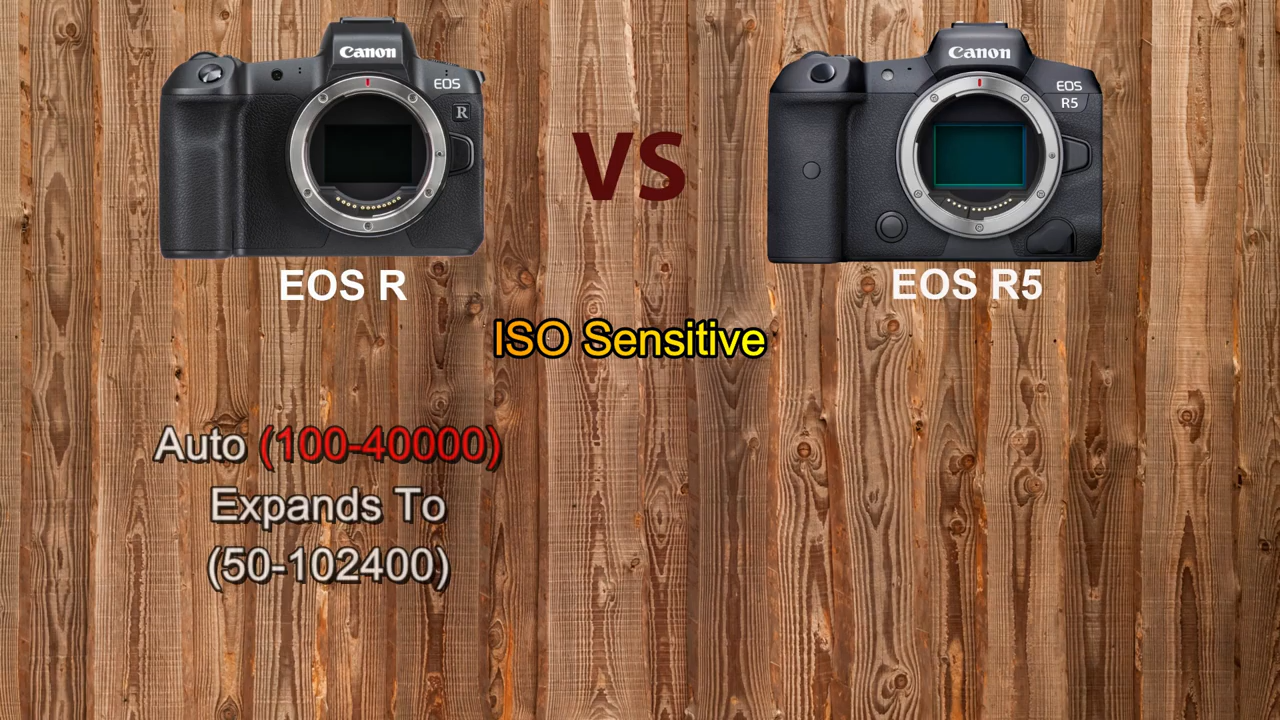 Canon
EOS
R
Canon
EOS
R5
VS
EOS R
EOS R5
ISO Sensitive
Auto (100-40000)
Expands To
(50-102400)